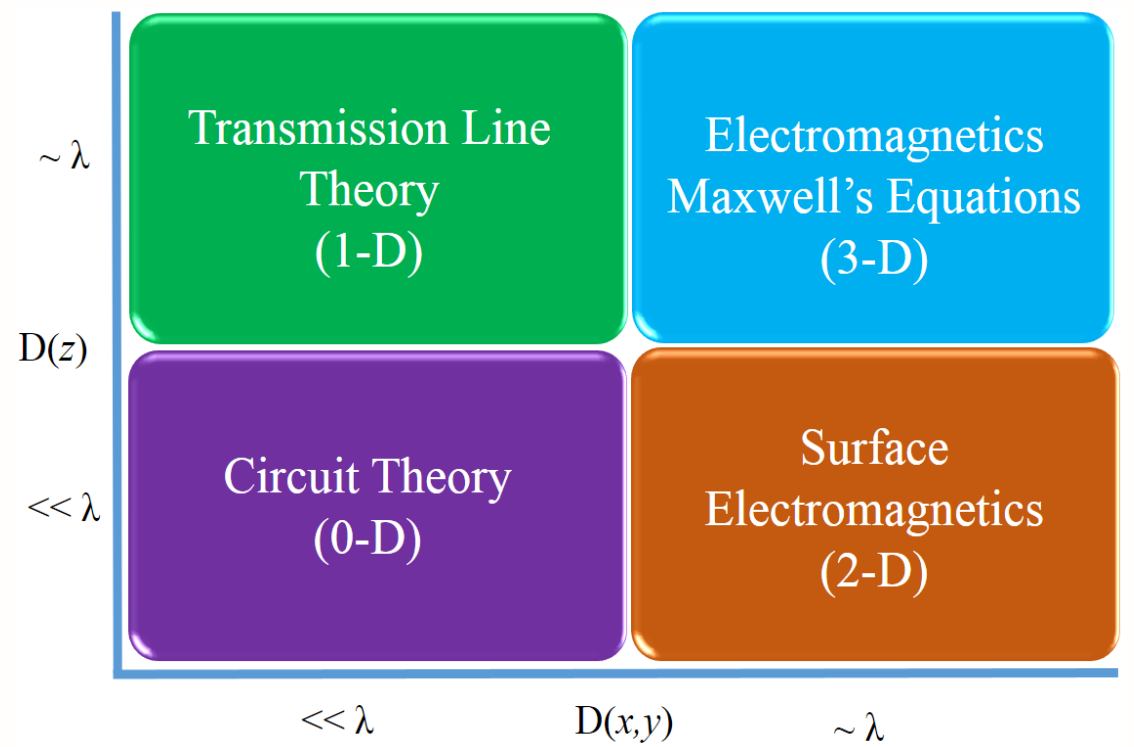 Transmission Line
Theory
(1-D)
Electromagnetics
Maxwell’s Equations
(3-D)
~ λ
D(z)
Circuit Theory
(0-D)
Surface
Electromagnetics
(2-D)
<< λ
<< λ
D(x,y)
~ λ